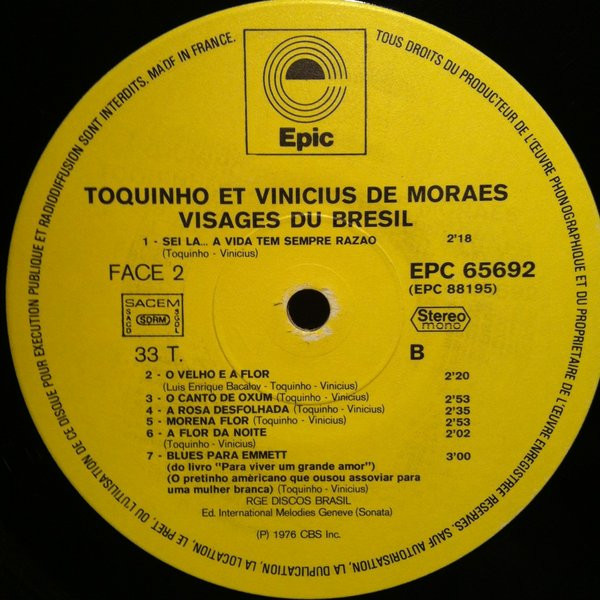 TOUS DROITS DU PRODUCTEUR DE L'ŒUVRE PHONOGRAPHIQUE ET DU PROPRIETAIRE DE L'ŒUVRE ENREGISTREE RESERVES. SAUF AUTORISATION, LA DUPLICATION, LA LOCATION, LE PRET, OU L'UTILISATION DE CE DISQUE POUR EXECUTION PUBLIQUE ET RADIODIFFUSION SONT INTERDITS. MADE IN FRANCE.
Epic
TOQUINHO ET VINICIUS DE MORAES
VISAGES DU BRESIL
1 - SEI LA... A VIDA TEM SEMPRE RAZAO 2'18
(Toquinho - Vinicius)
FACE 2 EPC 65692
(EPC 88195)
SACEM
SACD SDRM SGDL
Stereo
mono
33 T. B
2 - O VELHO E A FLOR 2'20
(Luis Enrique Bacalov - Toquinho - Vinicius)
3 - O CANTO DE OXUM (Toquinho - Vinicius) 2'53
4 - A ROSA DESFOLHADA (Toquinho - Vinicius) 2'35
5 - MORENA FLOR (Toquinho - Vinicius) 2'53
6 - A FLOR DA NOITE 2'02
(Toquinho - Vinicius)
7 - BLUES PARA EMMETT 3'00
(do livro "Para viver um grande amor")
(O pretinho américano que ousou assoviar para
uma mulher branca) (Toquinho - Vinicius)
RGE DISCOS BRASIL
Ed. International Melodies Geneve (Sonata)
(P) 1976 CBS Inc.